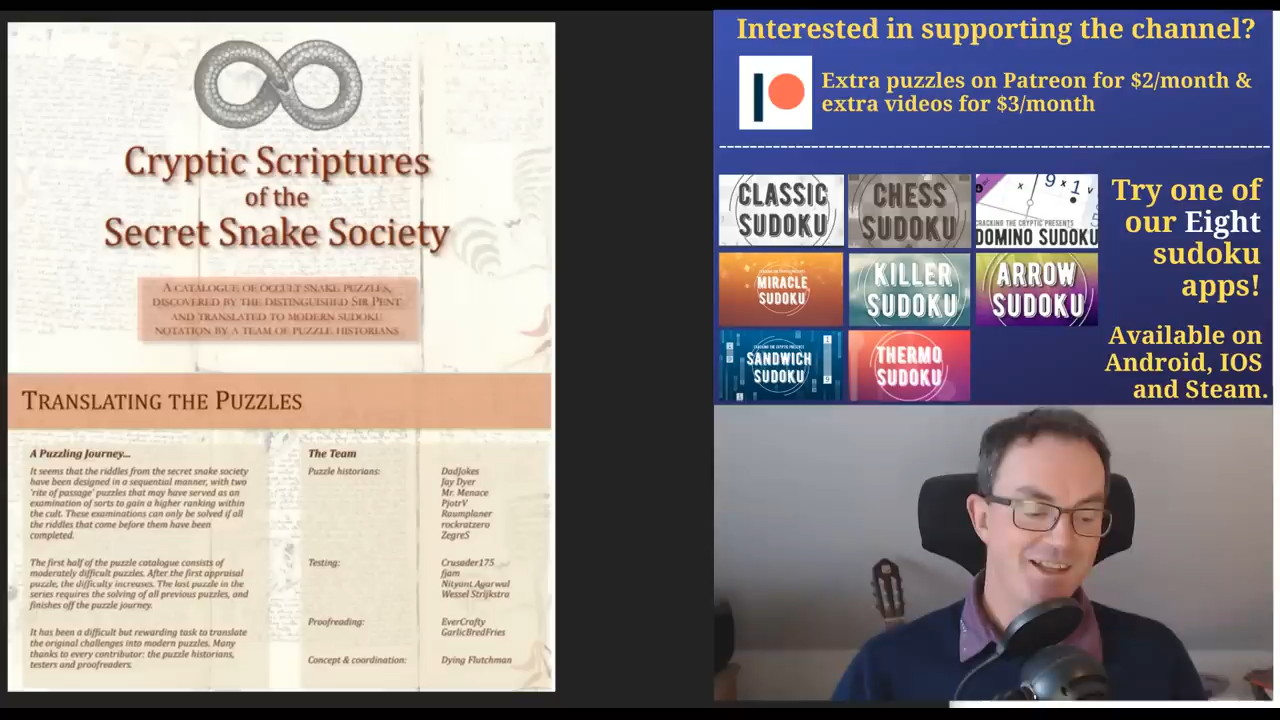 Cryptic Scriptures
of the
Secret Snake Society
A CATALOGUE OF OCCULT SNAKE PUZZLES,
DISCOVERED BY THE DISTINGUISHED SIR PENT
AND TRANSLATED TO MODERN SUDOKU
NOTATION BY A TEAM OF PUZZLE HISTORIANS
TRANSLATING THE PUZZLES
A Puzzling Journey...
It seems that the riddles from the secret snake society
have been designed in a sequential manner, with two
'rite of passage' puzzles that may have served as an
examination of sorts to gain a higher ranking within
the cult. These examinations can only be solved if all
the riddles that come before them have been
completed.
The first half of the puzzle catalogue consists of
moderately difficult puzzles. After the first appraisal
puzzle, the difficulty increases. The last puzzle in the
series requires the solving of all previous puzzles, and
finishes off the puzzle journey.
It has been a difficult but rewarding task to translate
the original challenges into modern puzzles. Many
thanks to every contributor: the puzzle historians,
testers and proofreaders.
The Team
Puzzle historians:
DadJokes
Jay Dyer
Mr. Menace
PjotrV
Raumplaner
rockratzero
ZegreS
Testing:
Crusader175
fjam
Nityant Agarwal
Wessel Strijkstra
Proofreading:
EverCrafty
GarlicBredFries
Concept & coordination:
Dying Flutchman
Interested in supporting the channel?
Extra puzzles on Patreon for $2/month &
extra videos for $3/month
CLASSIC
SUDOKU
CHESS
SUDOKU
9 1
CRACKING THE CRYPTIC PRESENTS
DOMINO SUDOKU
MIRACLE
SUDOKU
KILLER
SUDOKU
ARROW
SUDOKU
SANDWICH
SUDOKU
THERMO
SUDOKU
Try one of
our Eight
sudoku
apps!
Available on
Android, IOS
and Steam.